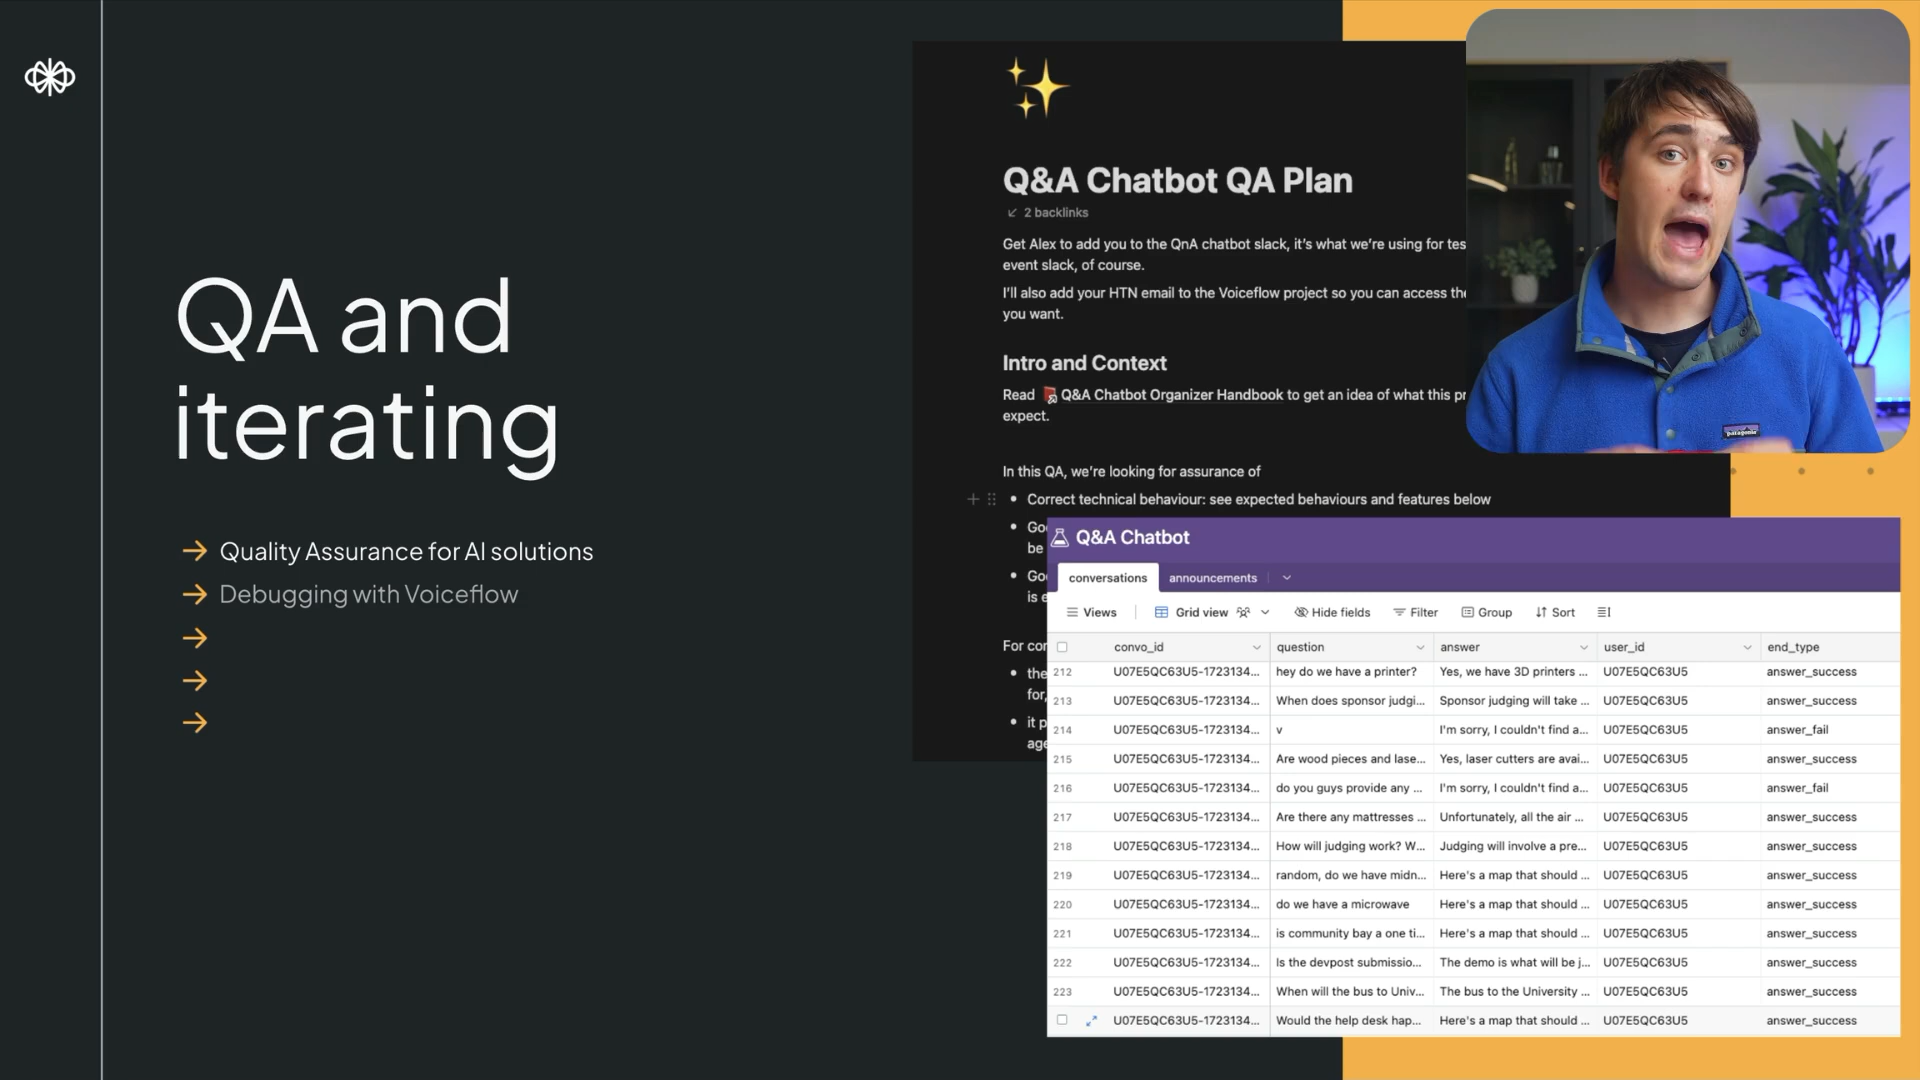 QA and
iterating
→ Quality Assurance for AI solutions
→ Debugging with Voiceflow
→
→
→
Q&A Chatbot QA Plan
↙ 2 backlinks
Get Alex to add you to the QnA chatbot slack, it's what we're using for
event slack, of course.
I'll also add your HTN email to the Voiceflow project so you can access
you want.
Intro and Context
Read Q&A Chatbot Organizer Handbook to get an idea of what this
expect.
In this QA, we're looking for assurance of
• Correct technical behaviour: see expected behaviours and features below
be
is
For
for,
• it
patagonia
Q&A Chatbot
conversations announcements
Views Grid view Hide fields Filter Group Sort
convo_id question answer user_id end_type
212 U07E5QC63U5-1723134... hey do we have a printer? Yes, we have 3D printers ... U07E5QC63U5 answer_success
213 U07E5QC63U5-1723134... When does sponsor judgi... Sponsor judging will take ... U07E5QC63U5 answer_success
214 U07E5QC63U5-1723134... v I'm sorry, I couldn't find a... U07E5QC63U5 answer_fail
215 U07E5QC63U5-1723134... Are wood pieces and lase... Yes, laser cutters are avai... U07E5QC63U5 answer_success
216 U07E5QC63U5-1723134... do you guys provide any ... I'm sorry, I couldn't find a... U07E5QC63U5 answer_fail
217 U07E5QC63U5-1723134... Are there any mattresses ... Unfortunately, all the air ... U07E5QC63U5 answer_success
218 U07E5QC63U5-1723134... How will judging work? W... Judging will involve a pre... U07E5QC63U5 answer_success
219 U07E5QC63U5-1723134... random, do we have midn... Here's a map that should ... U07E5QC63U5 answer_success
220 U07E5QC63U5-1723134... do we have a microwave Here's a map that should ... U07E5QC63U5 answer_success
221 U07E5QC63U5-1723134... is community bay a one ti... Here's a map that should ... U07E5QC63U5 answer_success
222 U07E5QC63U5-1723134... Is the devpost submissio... The demo is what will be j... U07E5QC63U5 answer_success
223 U07E5QC63U5-1723134... When will the bus to Univ... The bus to the University ... U07E5QC63U5 answer_success
U07E5QC63U5-1723134... Would the help desk hap... Here's a map that should ... U07E5QC63U5 answer_success